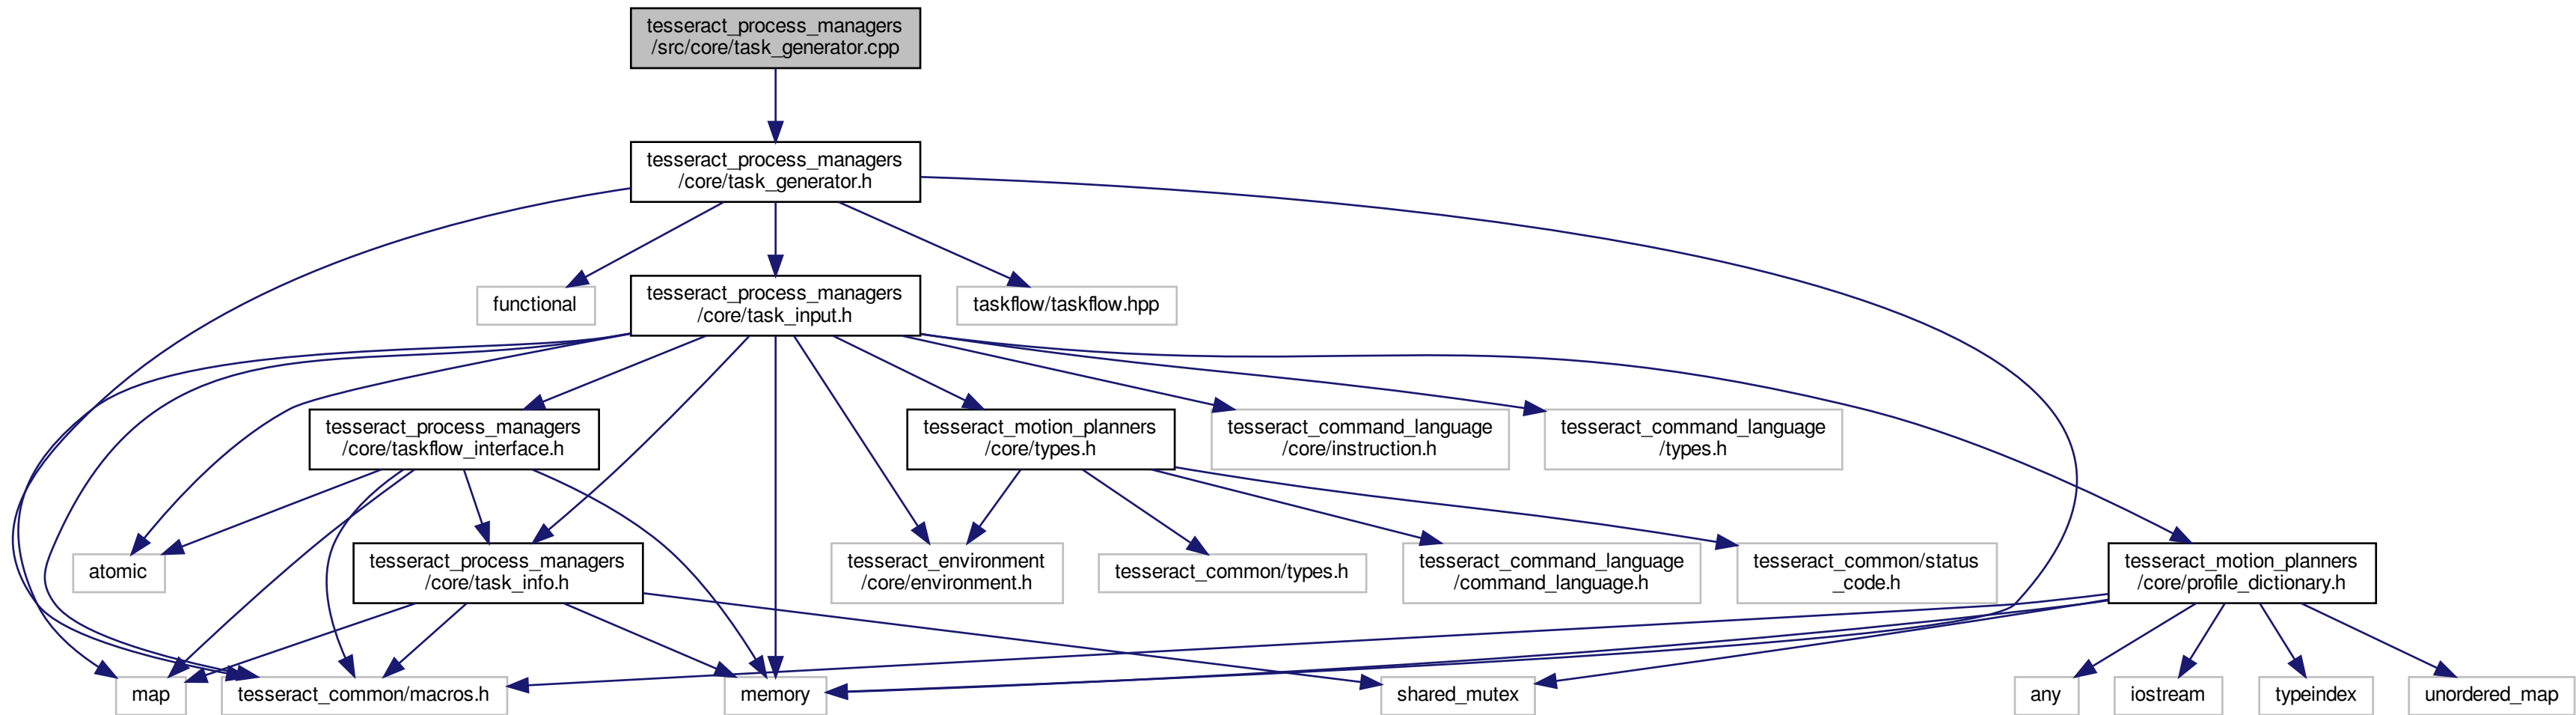 tesseract_process_managers
/src/core/task_generator.cpp
tesseract_process_managers
/core/task_generator.h
functional
tesseract_process_managers
/core/task_input.h
taskflow/taskflow.hpp
tesseract_process_managers
/core/taskflow_interface.h
tesseract_motion_planners
/core/types.h
tesseract_command_language
/core/instruction.h
tesseract_command_language
/types.h
atomic
tesseract_process_managers
/core/task_info.h
tesseract_environment
/core/environment.h
tesseract_common/types.h
tesseract_command_language
/command_language.h
tesseract_common/status
_code.h
tesseract_motion_planners
/core/profile_dictionary.h
map
tesseract_common/macros.h
memory
shared_mutex
any
iostream
typeindex
unordered_map